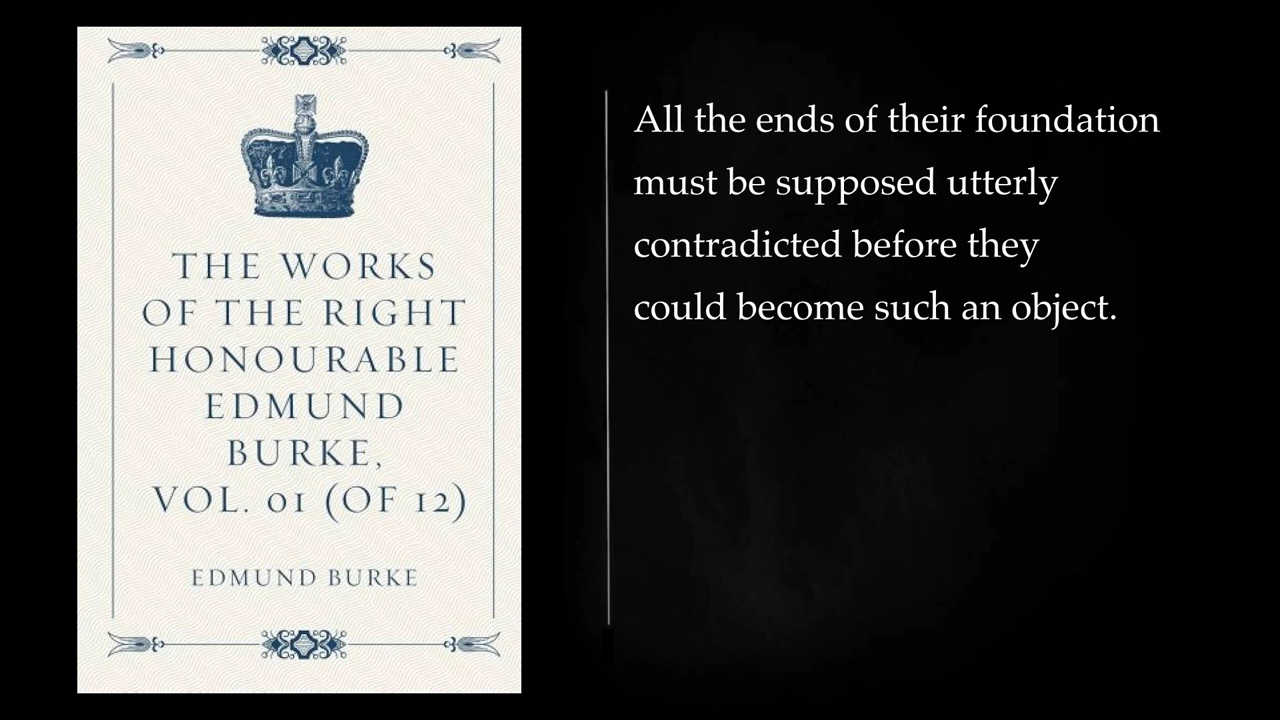 THE WORKS
OF THE RIGHT
HONOURABLE
EDMUND
BURKE,
VOL. 01 (OF 12)
EDMUND BURKE
All the ends of their foundation
must be supposed utterly
contradicted before they
could become such an object.